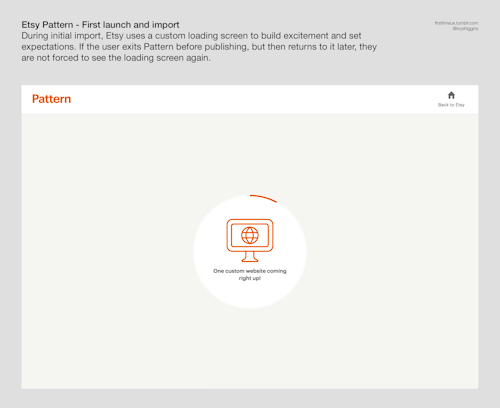 Etsy Pattern - First launch and import
During initial import, Etsy uses a custom loading screen to build excitement and set
expectations. If the user exits Pattern before publishing, but then returns to it later, they
are not forced to see the loading screen again.
firsttimeux.tumblr.com
@krystalhiggins
Pattern
Back to Etsy
One custom website coming
right up!